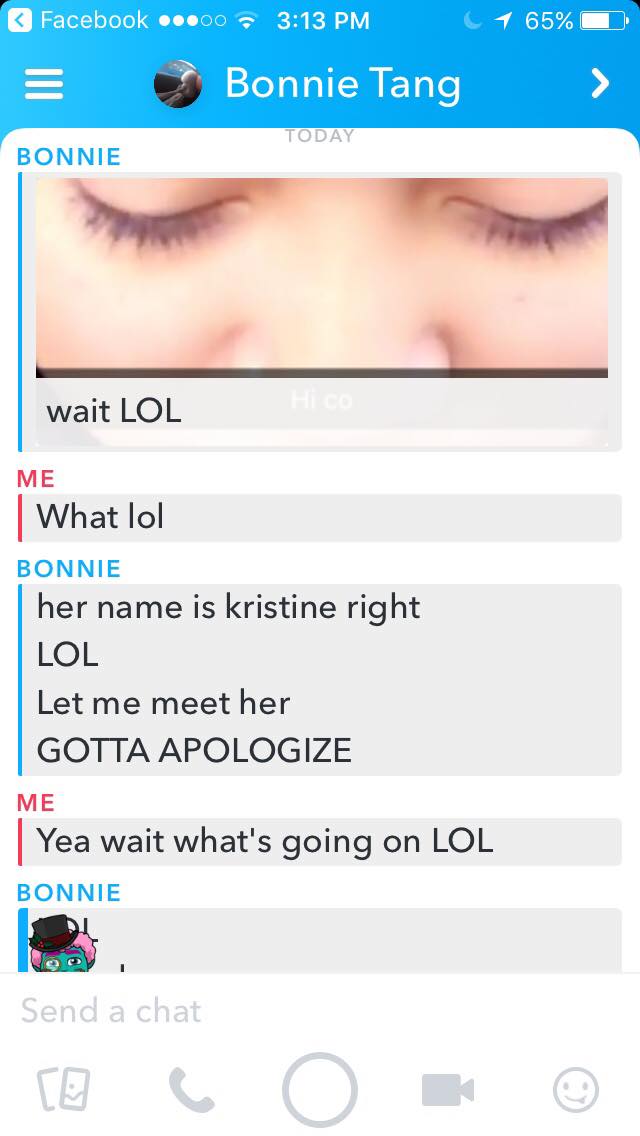 Facebook 3:13 PM 65%
Bonnie Tang
TODAY
BONNIE
Hi co
wait LOL
ME
What lol
BONNIE
her name is kristine right
LOL
Let me meet her
GOTTA APOLOGIZE
ME
Yea wait what's going on LOL
BONNIE
Send a chat